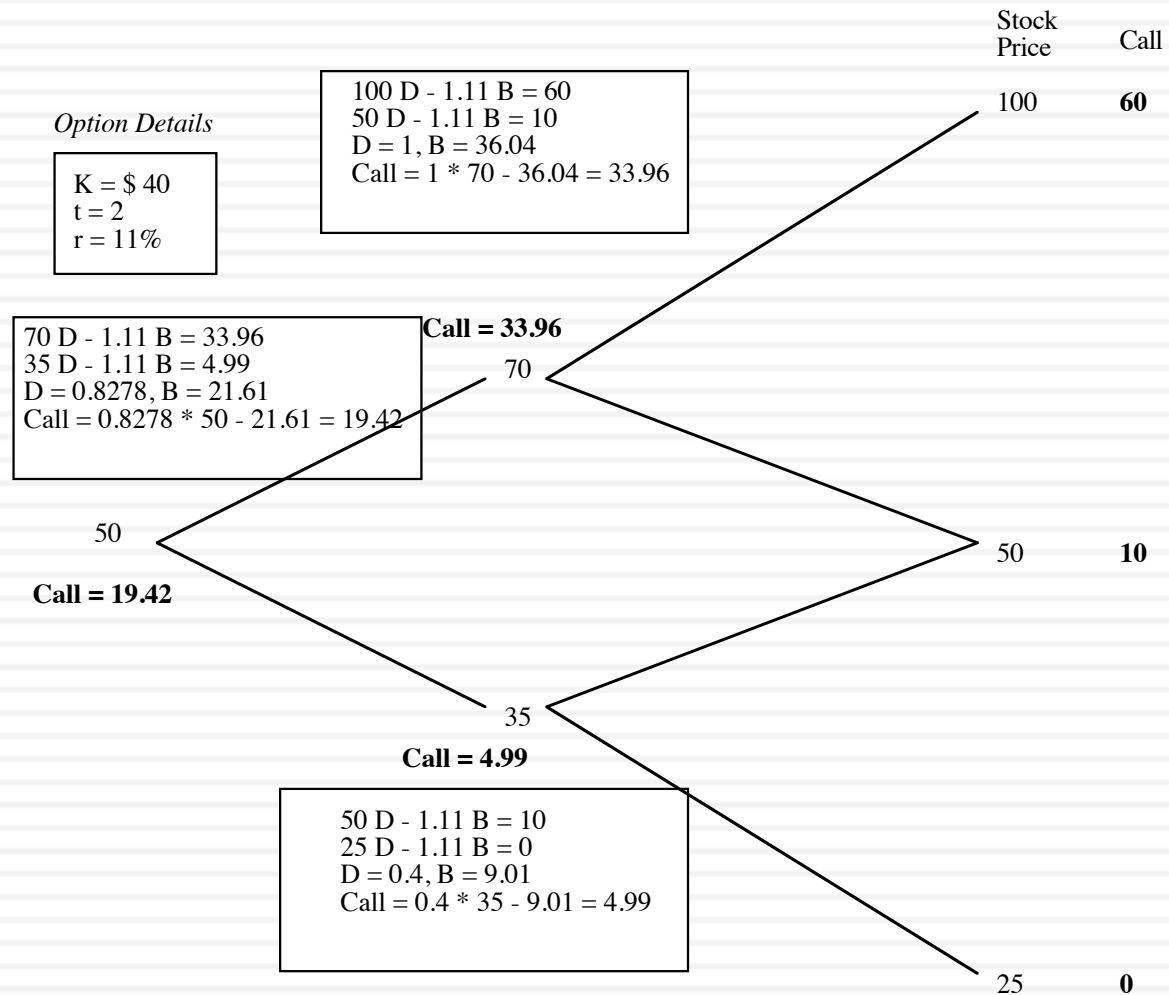 Stock
Price
Call
100 D - 1.11 B = 60
50 D - 1.11 B = 10
D = 1, B = 36.04
Call = 1 * 70 - 36.04 = 33.96
100 60
Option Details
K = $ 40
t = 2
r = 11%
70 D - 1.11 B = 33.96
35 D - 1.11 B = 4.99
D = 0.8278, B = 21.61
Call = 0.8278 * 50 - 21.61 = 19.42
Call = 33.96
70
50
Call = 19.42
50 10
35
Call = 4.99
50 D - 1.11 B = 10
25 D - 1.11 B = 0
D = 0.4, B = 9.01
Call = 0.4 * 35 - 9.01 = 4.99
25 0